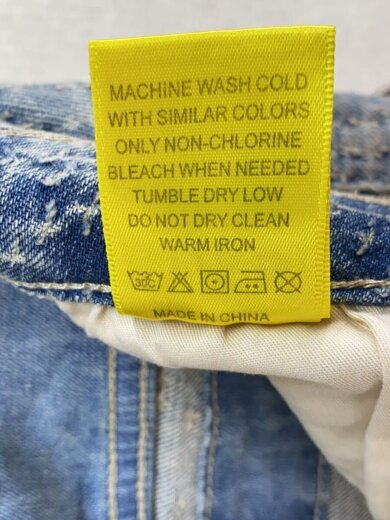 MACHiNE WASH COLD
WITH SIMILAR COLORS
ONLY NON-CHLORINE
BLEACH WHEN NEEDED
TUMBLE DRY LOW
DO NOT DRY CLEAN
WARM IRON
30C
MADE IN CHINA